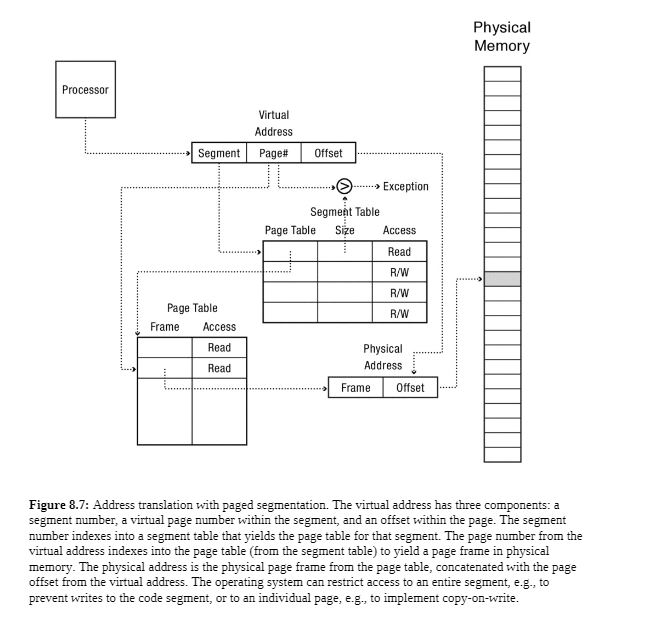 Physical
Memory
Processor
Virtual
Address
Segment Page# Offset
> Exception
Segment Table
Page Table Size Access
Read
R/W
R/W
R/W
Page Table
Frame Access
Read
Read
Physical
Address
Frame Offset
Figure 8.7: Address translation with paged segmentation. The virtual address has three components: a
segment number, a virtual page number within the segment, and an offset within the page. The segment
number indexes into a segment table that yields the page table for that segment. The page number from the
virtual address indexes into the page table (from the segment table) to yield a page frame in physical
memory. The physical address is the physical page frame from the page table, concatenated with the page
offset from the virtual address. The operating system can restrict access to an entire segment, e.g., to
prevent writes to the code segment, or to an individual page, e.g., to implement copy-on-write.